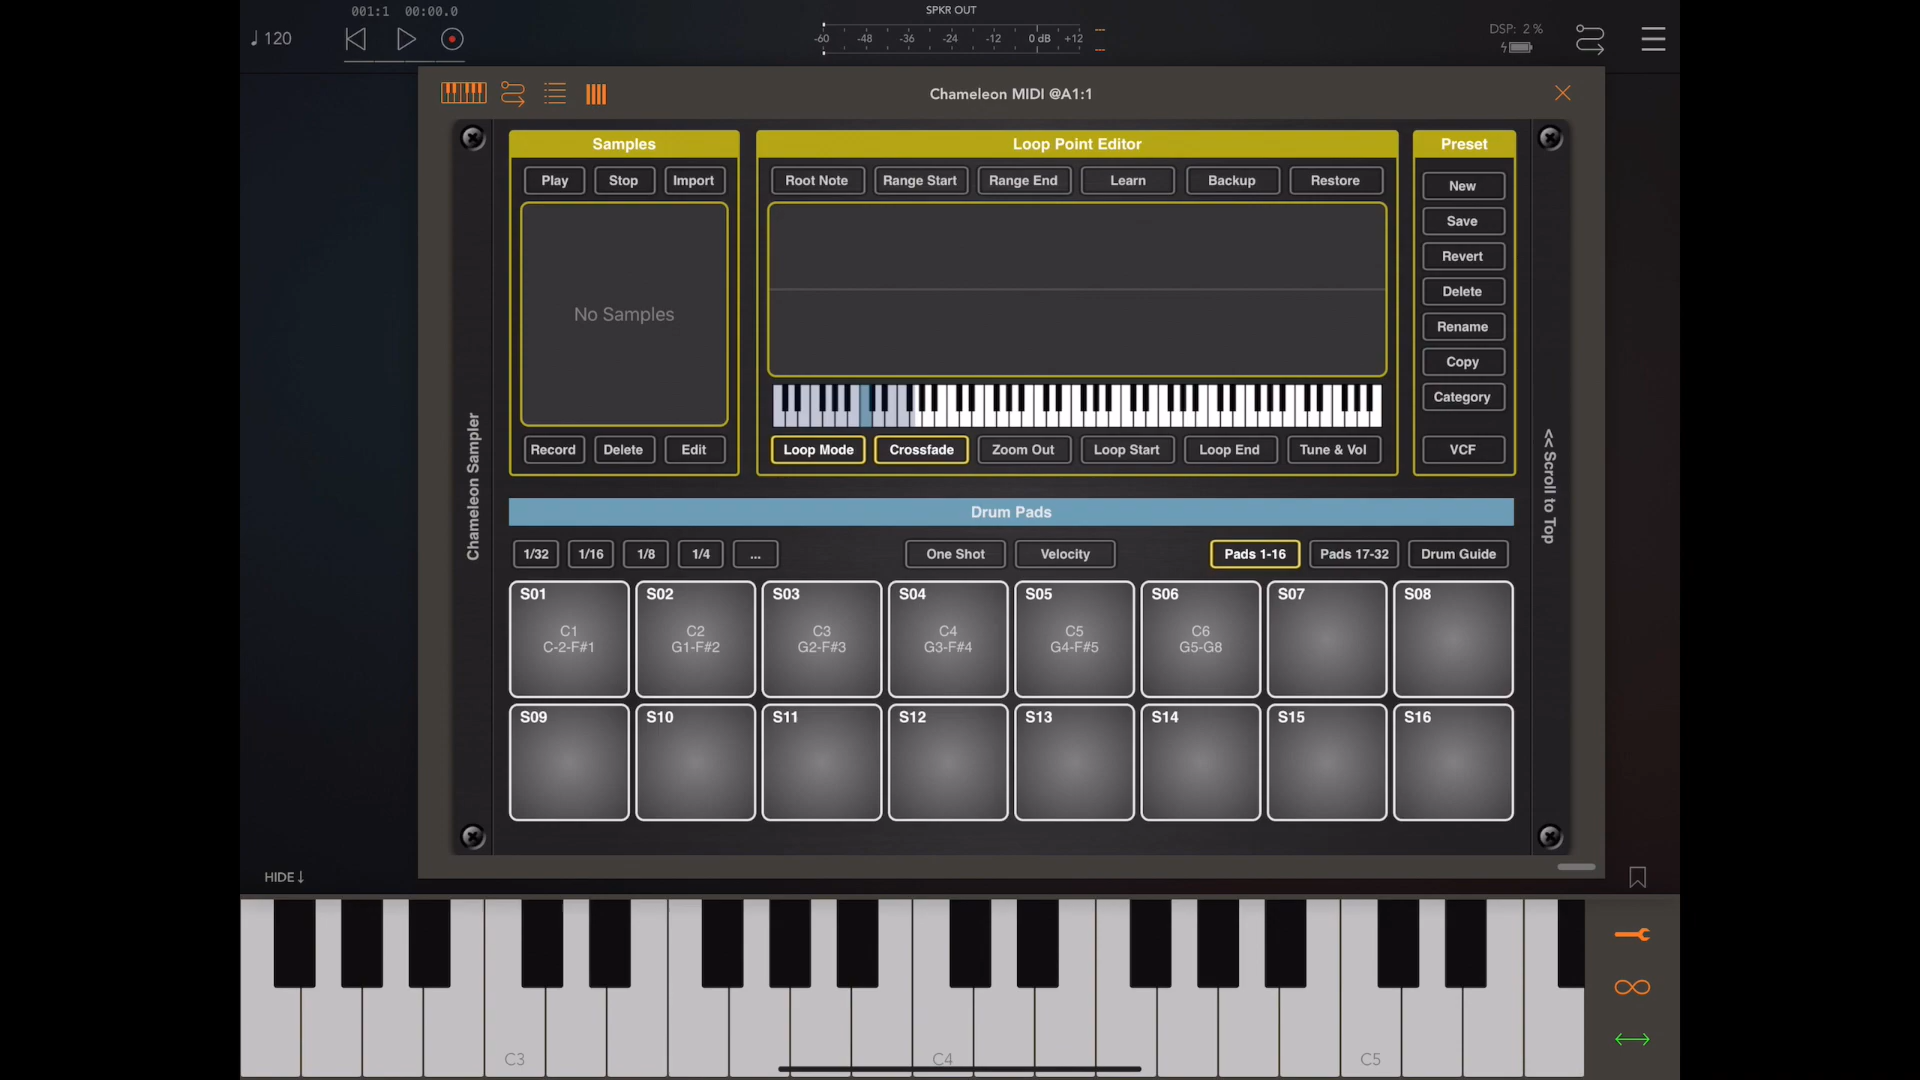 001:1 00:00.0
120
SPKR OUT
-60 -48 -36 -24 -12 0 dB +12
DSP: 2 %
Chameleon MIDI @A1:1
Samples
Play Stop Import
No Samples
Record Delete Edit
Loop Point Editor
Root Note Range Start Range End Learn Backup Restore
Loop Mode Crossfade Zoom Out Loop Start Loop End Tune & Vol
Preset
New
Save
Revert
Delete
Rename
Copy
Category
VCF
Chameleon Sampler
<< Scroll to Top
Drum Pads
1/32 1/16 1/8 1/4 ... One Shot Velocity Pads 1-16 Pads 17-32 Drum Guide
S01 S02 S03 S04 S05 S06 S07 S08
C1 C2 C3 C4 C5 C6
C-2-F#1 G1-F#2 G2-F#3 G3-F#4 G4-F#5 G5-G8
S09 S10 S11 S12 S13 S14 S15 S16
HIDE↓
C3 C4 C5